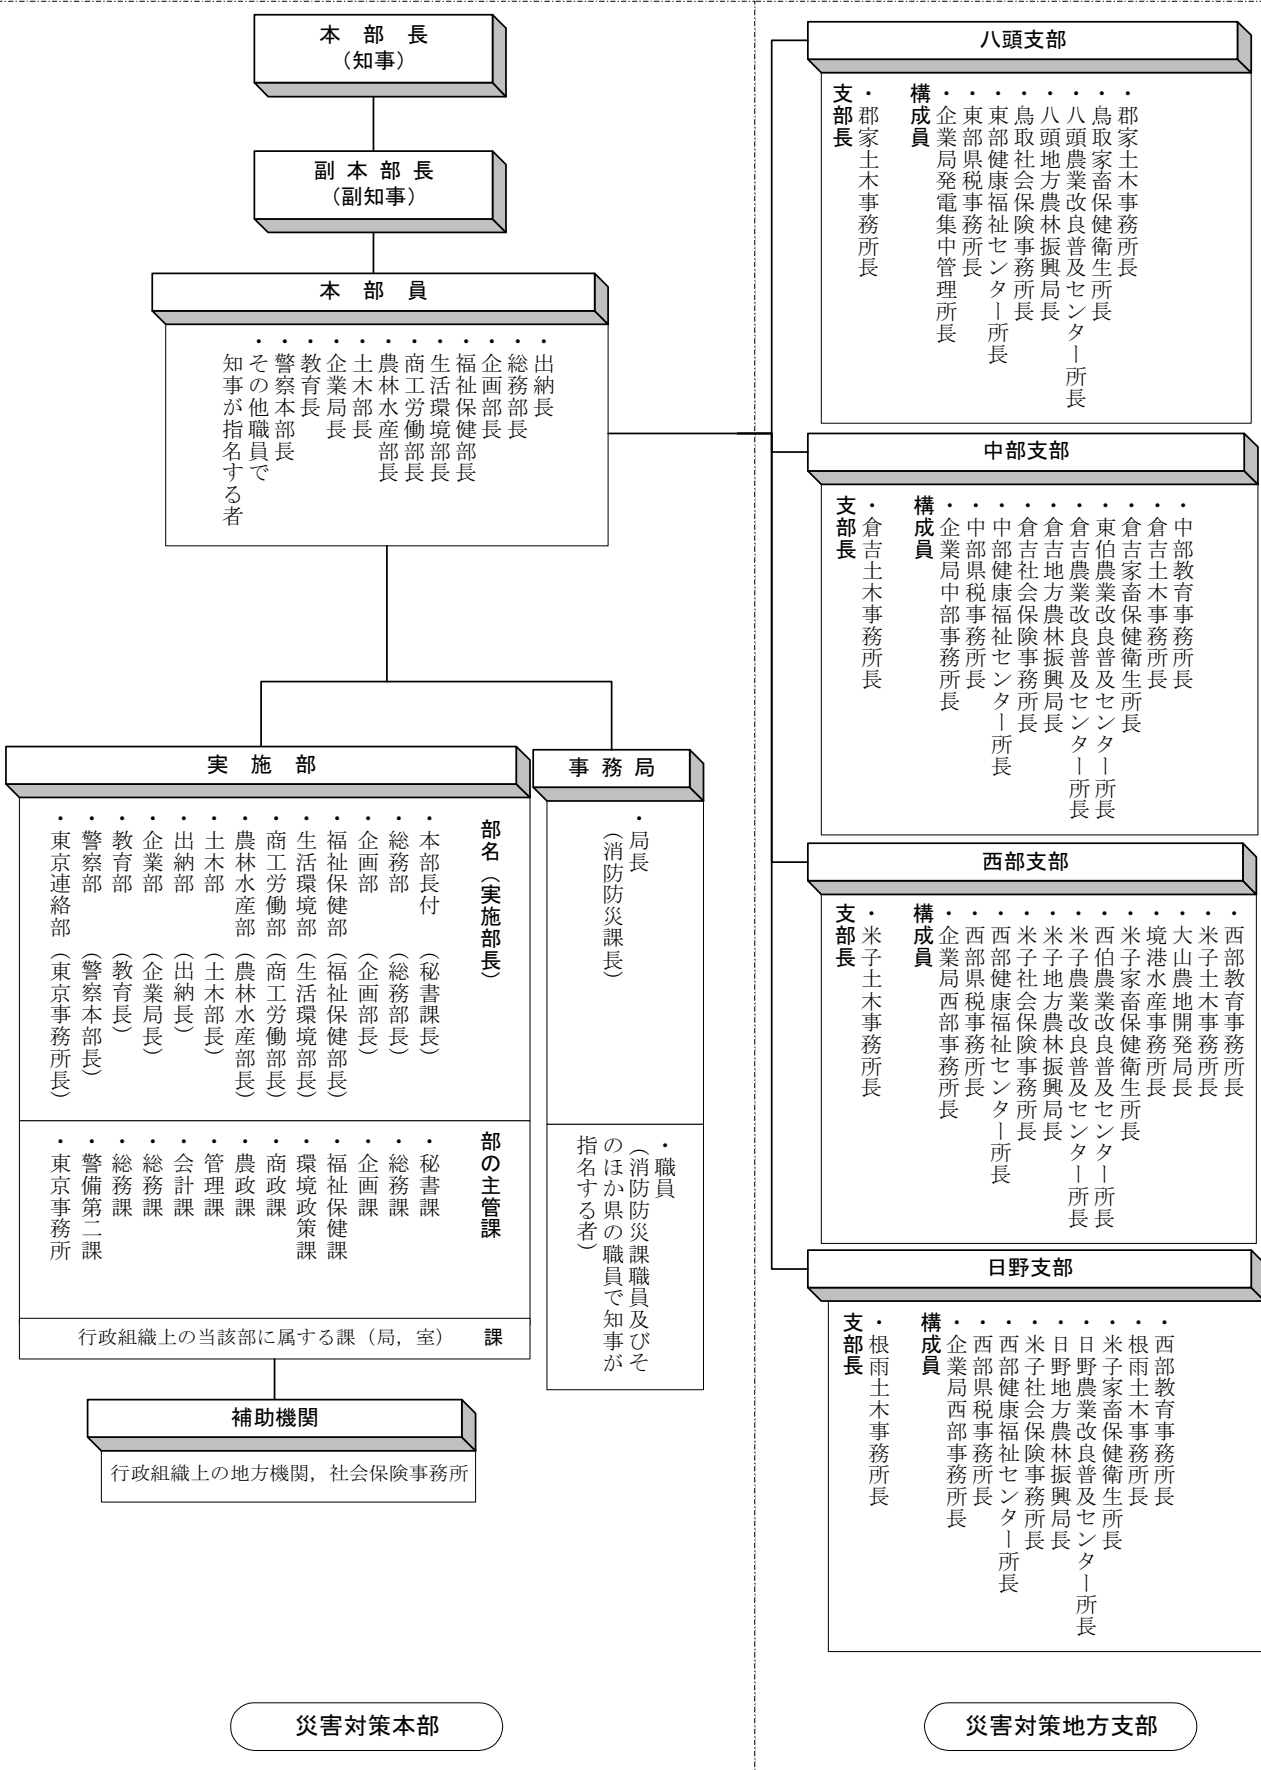 本部長
（知事）
副本部長
（副知事）
本部員
・出納長
・総務部長
・企画部長
・福祉保健部長
・生活環境部長
・商工労働部長
・農林水産部長
・土木部長
・企業局長
・教育長
・警察本部長
・その他職員で
知事が指名する者
実施部
部名（実施部長）
・本部長付（秘書課長）
・総務部（総務部長）
・企画部（企画部長）
・福祉保健部（福祉保健部長）
・生活環境部（生活環境部長）
・商工労働部（商工労働部長）
・農林水産部（農林水産部長）
・土木部（土木部長）
・出納部（出納長）
・企業部（企業局長）
・教育部（教育長）
・警察部（警察本部長）
・東京連絡部（東京事務所長）
部の主管課
・秘書課
・総務課
・企画課
・福祉保健課
・環境政策課
・商政課
・農政課
・管理課
・会計課
・総務課
・総務課
・警備第二課
・東京事務所
行政組織上の当該部に属する課（局，室）　課
事務局
・局長
（消防防災課長）
・職員
（消防防災課職員及びそ
のほか県の職員で知事が
指名する者）
補助機関
行政組織上の地方機関，社会保険事務所
災害対策本部
八頭支部
・郡家土木事務所長
・鳥取家畜保健衛生所長
・八頭農業改良普及センター所長
・八頭地方農林振興局長
・鳥取社会保険事務所長
・東部健康福祉センター所長
・東部県税事務所長
・企業局発電集中管理所長
構成員
・郡家土木事務所長
支部長
中部支部
・中部教育事務所長
・倉吉土木事務所長
・倉吉家畜保健衛生所長
・東伯農業改良普及センター所長
・倉吉農業改良普及センター所長
・倉吉地方農林振興局長
・倉吉社会保険事務所長
・中部健康福祉センター所長
・中部県税事務所長
・企業局中部事務所長
構成員
・倉吉土木事務所長
支部長
西部支部
・西部教育事務所長
・米子土木事務所長
・大山農地開発局長
・境港水産事務所長
・米子家畜保健衛生所長
・西伯農業改良普及センター所長
・米子農業改良普及センター所長
・米子地方農林振興局長
・米子社会保険事務所長
・西部健康福祉センター所長
・西部県税事務所長
・企業局西部事務所長
構成員
・米子土木事務所長
支部長
日野支部
・西部教育事務所長
・根雨土木事務所長
・米子家畜保健衛生所長
・日野農業改良普及センター所長
・日野地方農林振興局長
・米子社会保険事務所長
・西部健康福祉センター所長
・西部県税事務所長
・企業局西部事務所長
構成員
・根雨土木事務所長
支部長
災害対策地方支部